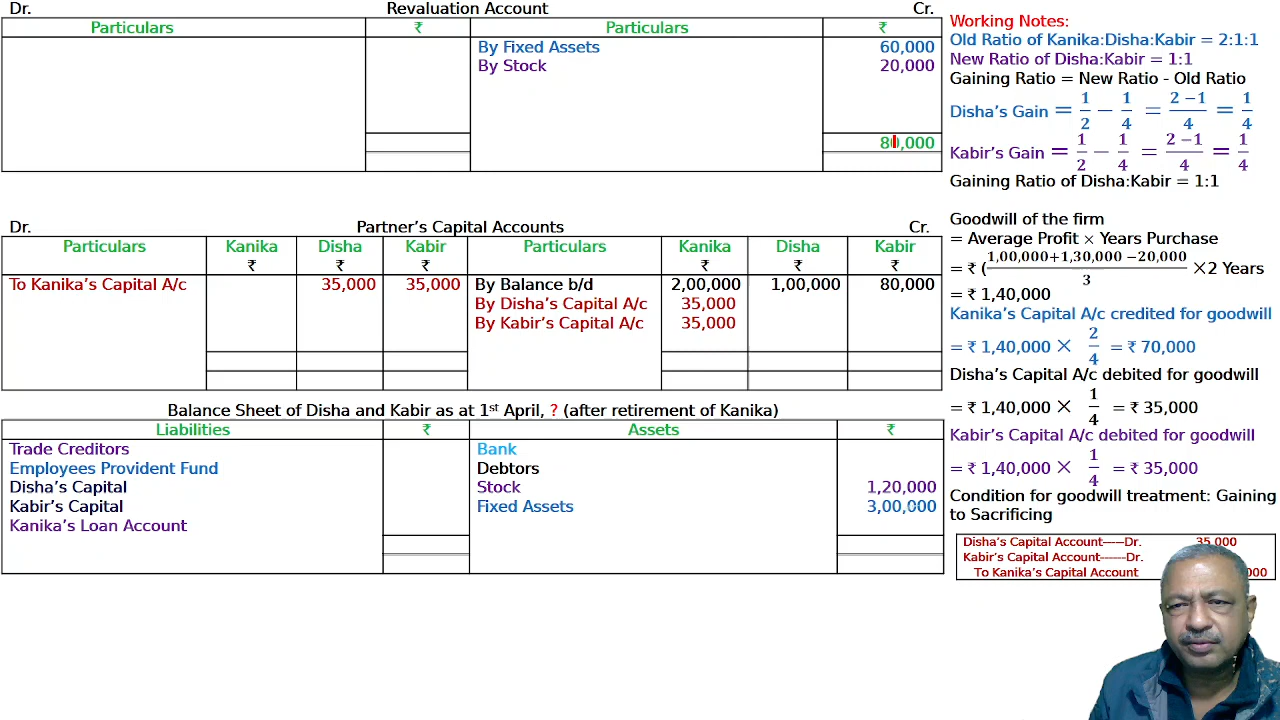 Dr. Revaluation Account Cr.
Particulars ₹ Particulars ₹
By Fixed Assets 60,000
By Stock 20,000
80,000
Dr. Partner’s Capital Accounts Cr.
Particulars Kanika ₹ Disha ₹ Kabir ₹ Particulars Kanika ₹ Disha ₹ Kabir ₹
To Kanika’s Capital A/c 35,000 35,000 By Balance b/d 2,00,000 1,00,000 80,000
By Disha’s Capital A/c 35,000
By Kabir’s Capital A/c 35,000
Balance Sheet of Disha and Kabir as at 1st April, ? (after retirement of Kanika)
Liabilities ₹ Assets ₹
Trade Creditors Bank
Employees Provident Fund Debtors
Disha’s Capital Stock 1,20,000
Kabir’s Capital Fixed Assets 3,00,000
Kanika’s Loan Account
Working Notes:
Old Ratio of Kanika:Disha:Kabir = 2:1:1
New Ratio of Disha:Kabir = 1:1
Gaining Ratio = New Ratio - Old Ratio
Disha’s Gain = 1/2 − 1/4 = 2 −1/4 = 1/4
Kabir’s Gain = 1/2 − 1/4 = 2 −1/4 = 1/4
Gaining Ratio of Disha:Kabir = 1:1
Goodwill of the firm
= Average Profit × Years Purchase
= ₹ (1,00,000+1,30,000 −20,000/3 ×2 Years
= ₹ 1,40,000
Kanika’s Capital A/c credited for goodwill
= ₹ 1,40,000 × 2/4 = ₹ 70,000
Disha’s Capital A/c debited for goodwill
= ₹ 1,40,000 × 1/4 = ₹ 35,000
Kabir’s Capital A/c debited for goodwill
= ₹ 1,40,000 × 1/4 = ₹ 35,000
Condition for goodwill treatment: Gaining
to Sacrificing
Disha’s Capital Account-----Dr. 35,000
Kabir’s Capital Account------Dr.
To Kanika’s Capital Account